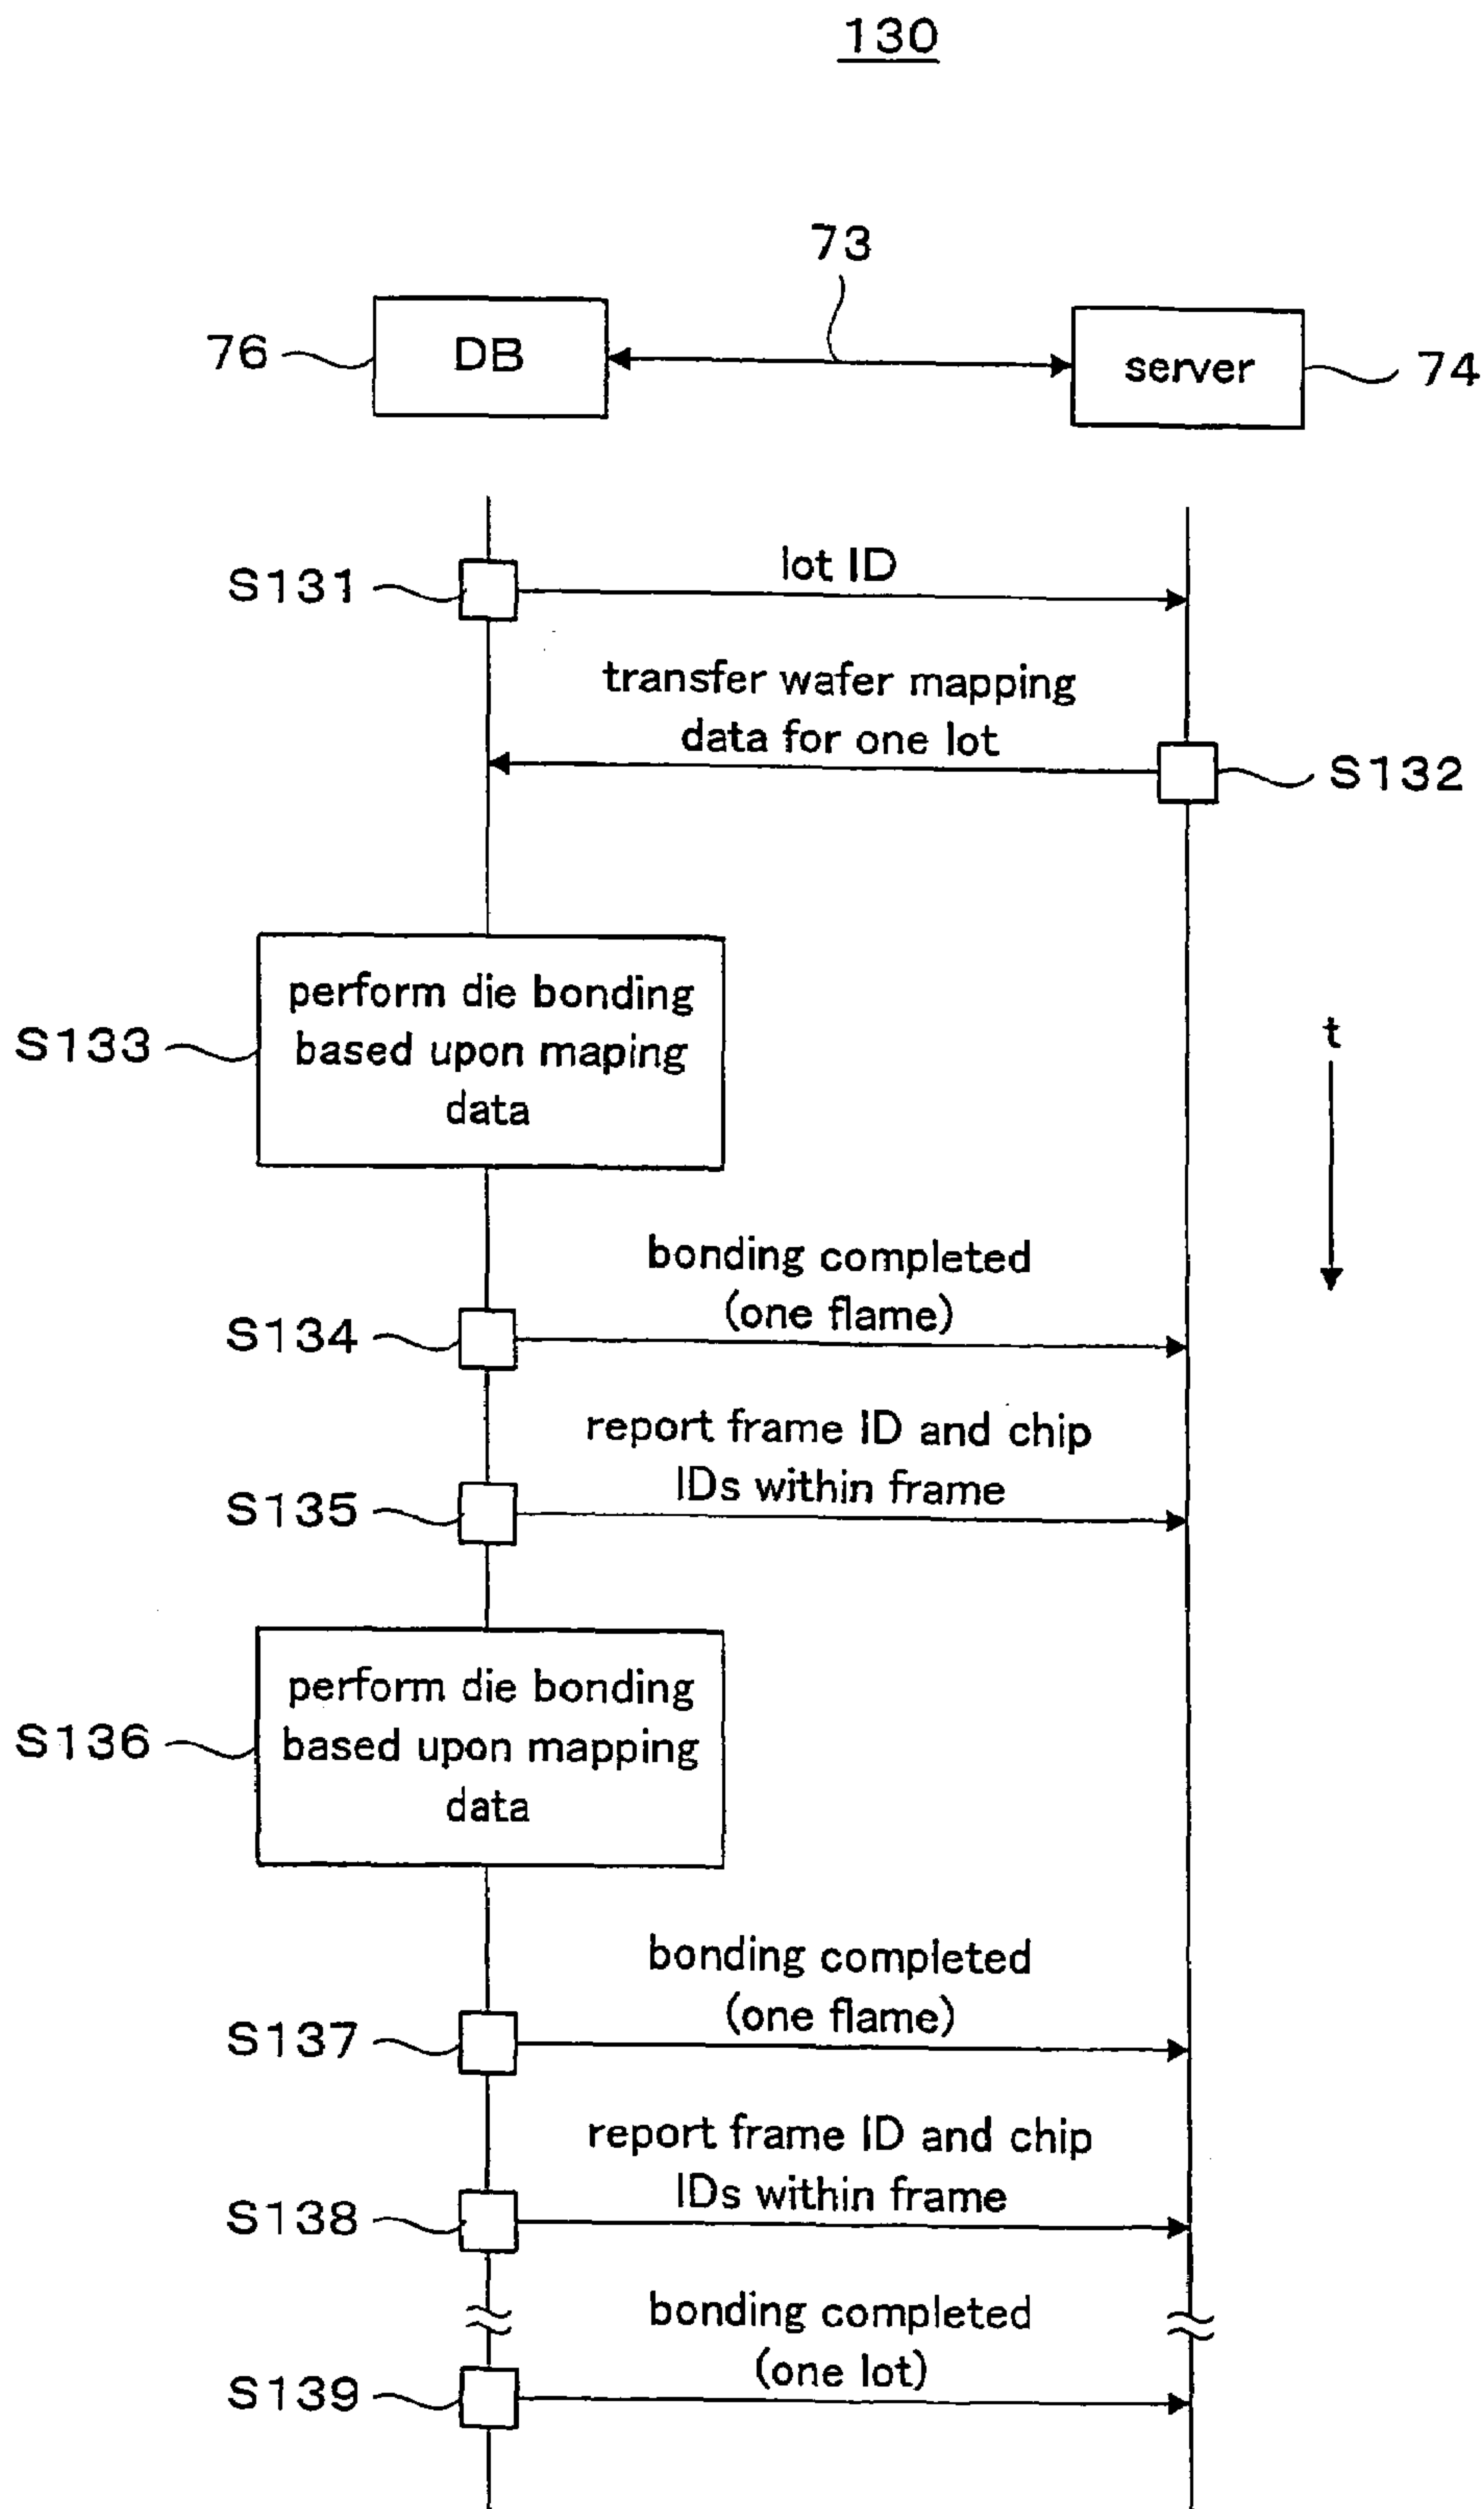 130
73
76
DB
server
74
S131
lot ID
transfer wafer mapping
data for one lot
S132
perform die bonding
based upon maping
data
S133
t
bonding completed
(one flame)
S134
report frame ID and chip
IDs within frame
S135
perform die bonding
based upon mapping
data
S136
bonding completed
(one flame)
S137
report frame ID and chip
IDs within frame
S138
bonding completed
(one lot)
S139